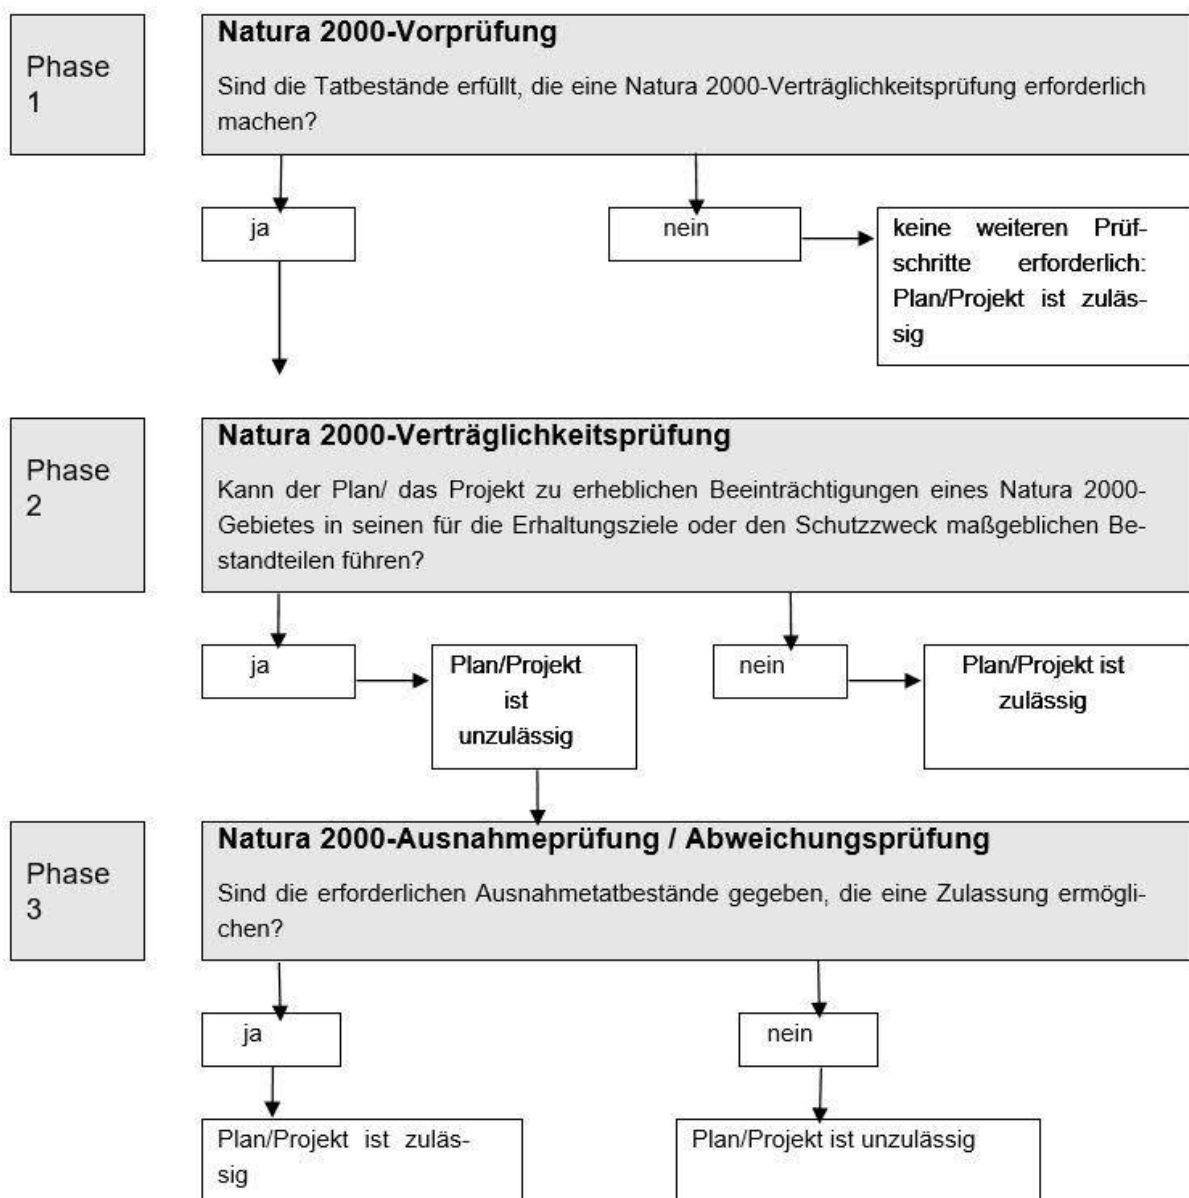 Phase
1
Natura 2000-Vorprüfung
Sind die Tatbestände erfüllt, die eine Natura 2000-Verträglichkeitsprüfung erforderlich
machen?
ja
nein
keine weiteren Prüf-
schritte erforderlich:
Plan/Projekt ist zuläs-
sig
Phase
2
Natura 2000-Verträglichkeitsprüfung
Kann der Plan/ das Projekt zu erheblichen Beeinträchtigungen eines Natura 2000-
Gebietes in seinen für die Erhaltungsziele oder den Schutzzweck maßgeblichen Be-
standteilen führen?
ja
Plan/Projekt
ist
unzulässig
nein
Plan/Projekt ist
zulässig
Phase
3
Natura 2000-Ausnahmeprüfung / Abweichungsprüfung
Sind die erforderlichen Ausnahmetatbestände gegeben, die eine Zulassung ermögli-
chen?
ja
nein
Plan/Projekt ist zuläs-
sig
Plan/Projekt ist unzulässig